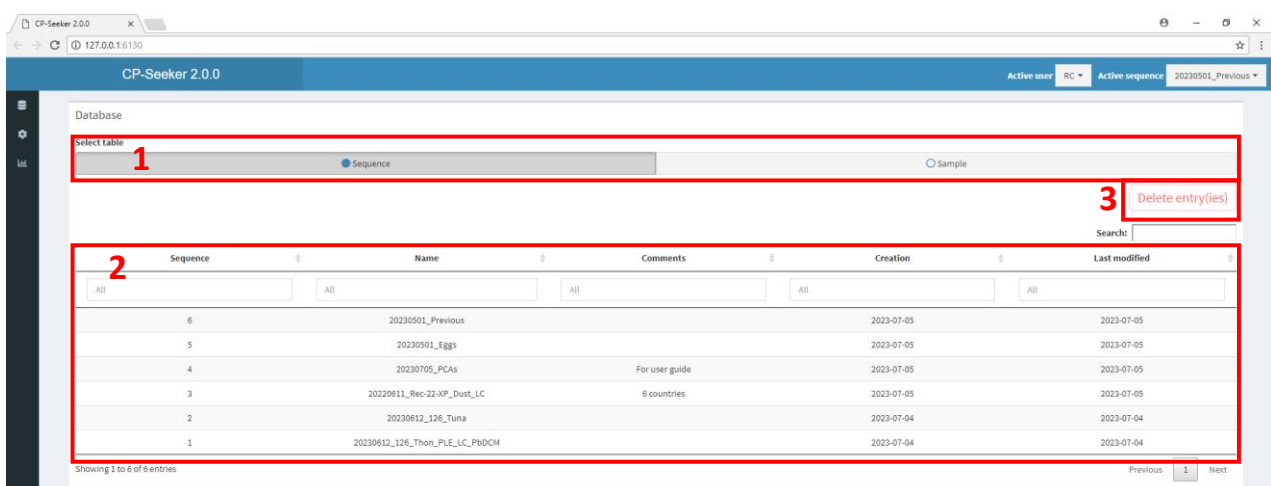 CP-Seeker 2.0.0
127.0.0.1:6130
CP-Seeker 2.0.0 Active user RC Active sequence 20230501_Previous
Database
Select table
1 Sequence Sample
3 Delete entry(ies)
Search:
2 Sequence Name Comments Creation Last modified
All All All All All
6 20230501_Previous 2023-07-05 2023-07-05
5 20230501_Eggs 2023-07-05 2023-07-05
4 20230705_PCAs For user guide 2023-07-05 2023-07-05
3 20220611_Rec-22-XP_Dust_LC 6 countries 2023-07-05 2023-07-05
2 20230612_126_Tuna 2023-07-04 2023-07-04
1 20230612_126_Thon_PLE_LC_PbDCM 2023-07-04 2023-07-04
Showing 1 to 6 of 6 entries Previous 1 Next